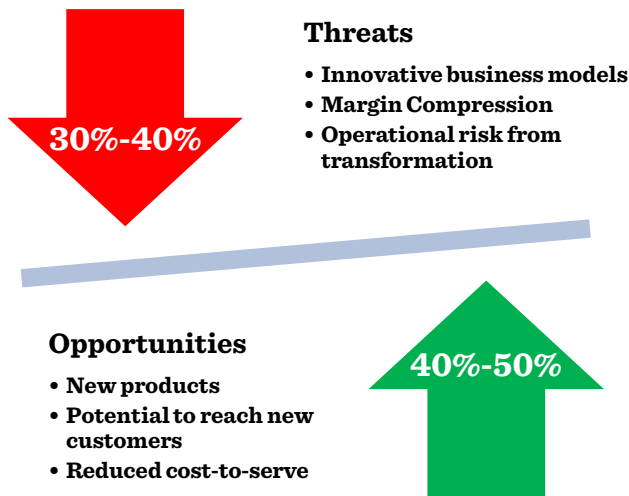 Threats
• Innovative business models
• Margin Compression
• Operational risk from
transformation
30%-40%
Opportunities
• New products
• Potential to reach new
customers
• Reduced cost-to-serve
40%-50%